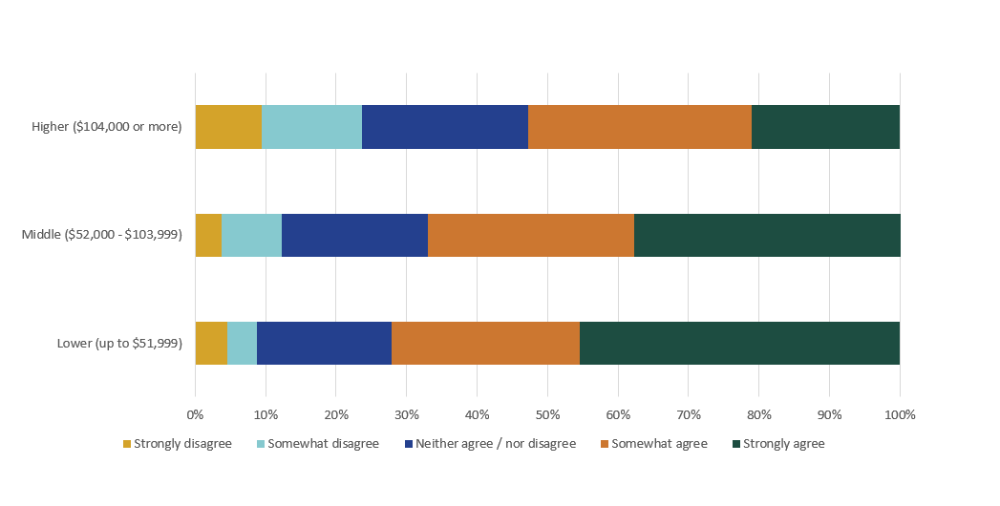 Higher ($104,000 or more)
Middle ($52,000 - $103,999)
Lower (up to $51,999)
0% 10% 20% 30% 40% 50% 60% 70% 80% 90% 100%
Strongly disagree Somewhat disagree Neither agree / nor disagree Somewhat agree Strongly agree